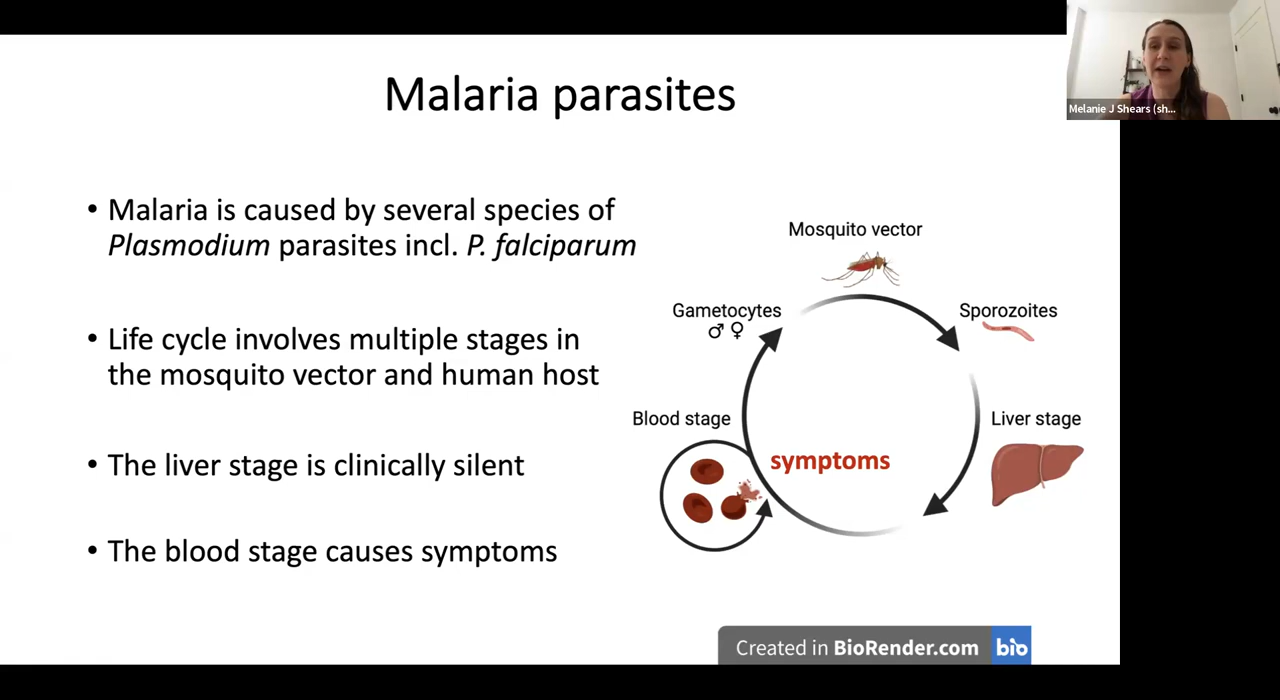 Malaria parasites
Melanie J Shears (sh...
• Malaria is caused by several species of
Plasmodium parasites incl. P. falciparum
• Life cycle involves multiple stages in
the mosquito vector and human host
• The liver stage is clinically silent
• The blood stage causes symptoms
Mosquito vector
Gametocytes
♂ ♀
Sporozoites
Blood stage
Liver stage
symptoms
Created in BioRender.com bio